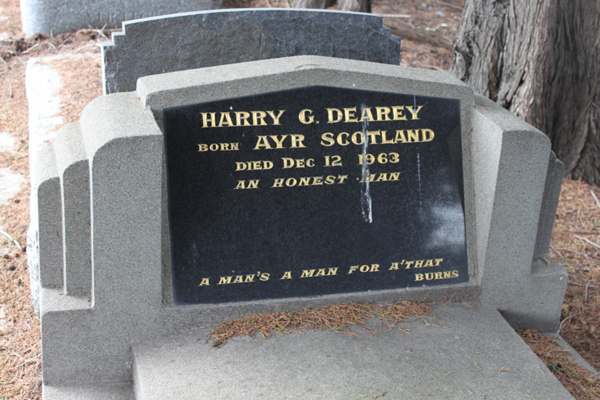 HARRY G. DEAREY
BORN AYR SCOTLAND
DIED DEC 12 1963
AN HONEST MAN
A MAN'S A MAN FOR A'THAT
BURNS